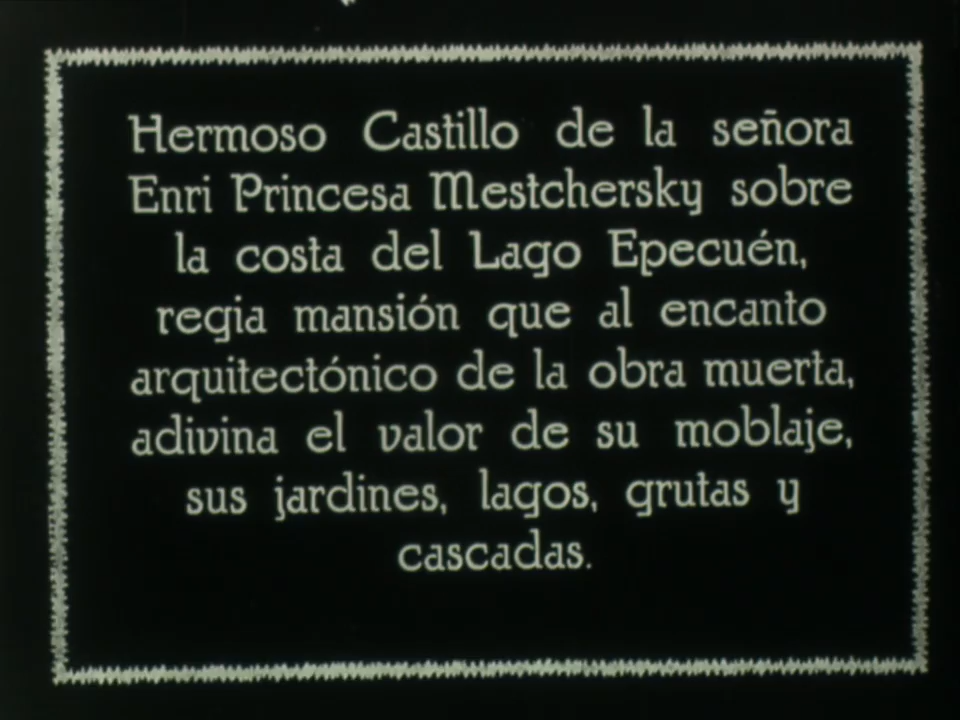 Hermoso Castillo de la señora
Enri Princesa Mestchersky sobre
la costa del Lago Epecuén,
regia mansión que al encanto
arquitectónico de la obra muerta,
adivina el valor de su moblaje,
sus jardines, lagos, grutas y
cascadas.